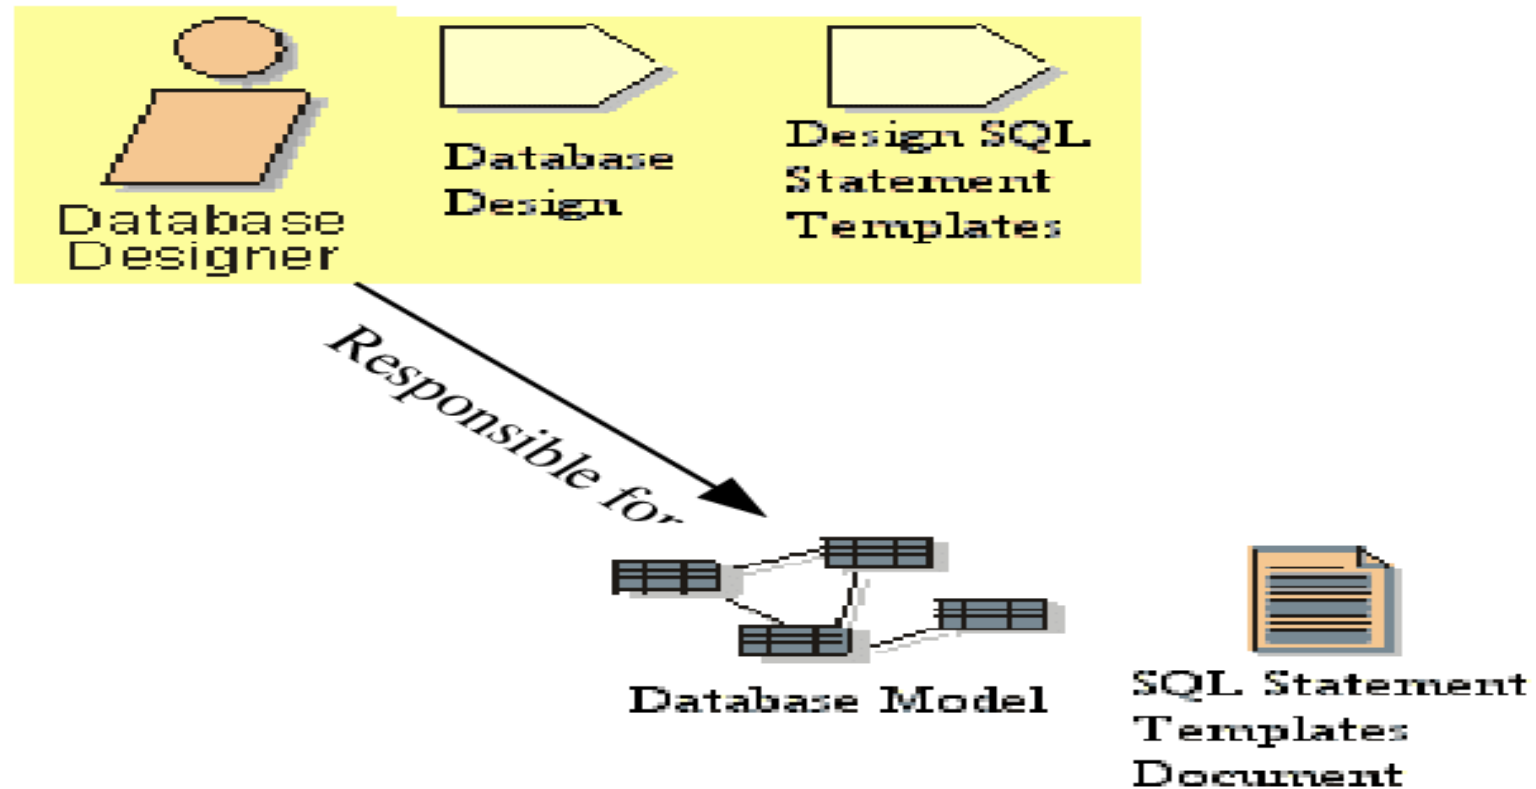 Database
Designer
Database
Design
Design SQL
Statement
Templates
Responsible for
Database Model
SQL Statement
Templates
Document